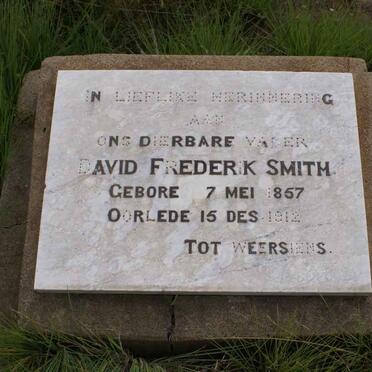 IN LIEFLIKE HERINNERING
AAN
ONS DIERBARE VADER
DAVID FREDERIK SMITH
GEBORE 7 MEI 1857
OORLEDE 15 DES. 1912
TOT WEERSIENS.